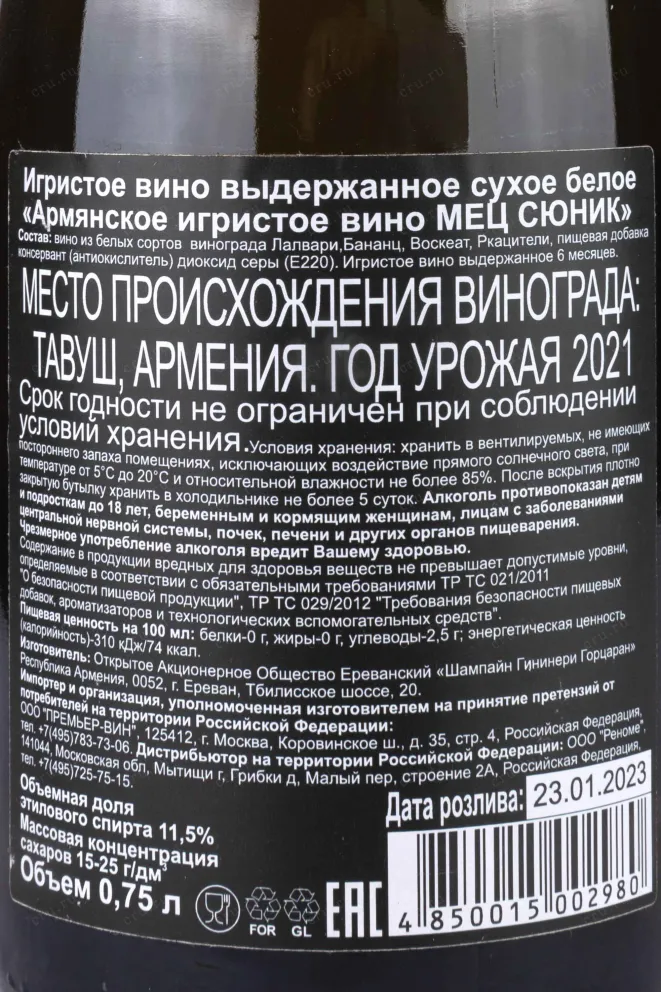 Игристое вино выдержанное сухое белое
«Армянское игристое вино МЕЦ СЮНИК»
Состав: вино из белых сортов винограда Лалвари,Бананц, Воскеат, Ркацители, пищевая добавка
консервант (антиокислитель) диоксид серы (Е220). Игристое вино выдержанное 6 месяцев.
МЕСТО ПРОИСХОЖДЕНИЯ ВИНОГРАДА:
ТАВУШ, АРМЕНИЯ. ГОД УРОЖАЯ 2021
Срок годности не ограничен при соблюдении
условий хранения. Условия хранения: хранить в вентилируемых, не имеющих
постороннего запаха помещениях, исключающих воздействие прямого солнечного света, при
температуре от 5°С до 20°С и относительной влажности не более 85%. После вскрытия плотно
закрытую бутылку хранить в холодильнике не более 5 суток. Алкоголь противопоказан детям
и подросткам до 18 лет, беременным и кормящим женщинам, лицам с заболеваниями
центральной нервной системы, почек, печени и других органов пищеварения.
Чрезмерное употребление алкоголя вредит Вашему здоровью.
Содержание в продукции вредных для здоровья веществ не превышает допустимые уровни,
определяемые в соответствии с обязательными требованиями ТР ТС 021/2011
"О безопасности пищевой продукции", ТР ТС 029/2012 "Требования безопасности пищевых
добавок, ароматизаторов и технологических вспомогательных средств".
Пищевая ценность на 100 мл: белки-0 г, жиры-0 г, углеводы-2,5 г; энергетическая ценность
(калорийность)-310 кДж/74 ккал.
Изготовитель: Открытое Акционерное Общество Ереванский «Шампайн Гининери Горцаран»
Республика Армения, 0052, г. Ереван, Тбилисское шоссе, 20.
Импортер и организация, уполномоченная изготовителем на принятие претензий от
потребителей на территории Российской Федерации:
ООО "ПРЕМЬЕР-ВИН", 125412, г. Москва, Коровинское ш., д. 35, стр. 4, Российская Федерация,
тел. +7(495)783-73-06. Дистрибьютор на территории Российской Федерации: ООО "Реноме",
141044, Московская обл, Мытищи г, Грибки д, Малый пер, строение 2А, Российская Федерация,
тел. +7(495)725-75-15.
Объемная доля
этилового спирта 11,5%
Массовая концентрация
сахаров 15-25 г/дм³
Объем 0,75 л
FOR
GL
EAC
Дата розлива: 23.01.2023
4 850015 002980